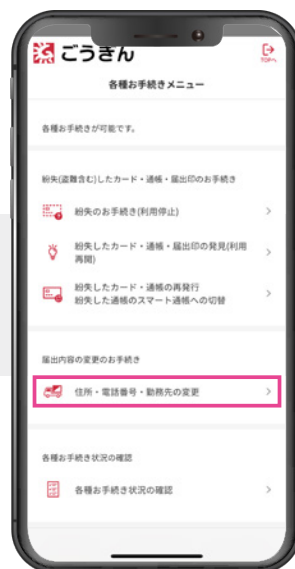 ごうぎん
TOPへ
各種お手続きメニュー
各種お手続きが可能です。
紛失(盗難含む)したカード・通帳・届出印のお手続き
紛失のお手続き(利用停止)
紛失したカード・通帳・届出印の発見(利用
再開)
紛失したカード・通帳の再発行
紛失した通帳のスマート通帳への切替
届出内容の変更のお手続き
住所・電話番号・勤務先の変更
各種お手続き状況の確認
各種お手続き状況の確認